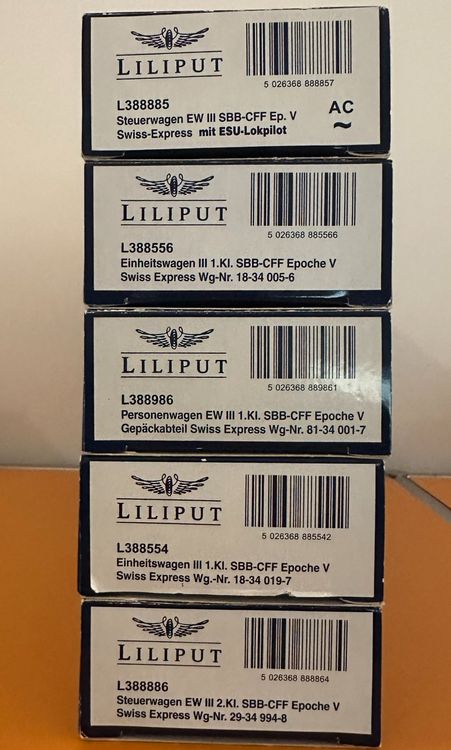 LILIPUT
5 026368 888857
L388885
AC
~
Steuerwagen EW III SBB-CFF Ep. V
Swiss-Express mit ESU-Lokpilot
LILIPUT
5 026368 885566
L388556
Einheitswagen III 1.Kl. SBB-CFF Epoche V
Swiss Express Wg-Nr. 18-34 005-6
LILIPUT
5 026368 889861
L388986
Personenwagen EW III 1.Kl. SBB-CFF Epoche V
Gepäckabteil Swiss Express Wg-Nr. 81-34 001-7
LILIPUT
5 026368 885542
L388554
Einheitswagen III 1.Kl. SBB-CFF Epoche V
Swiss Express Wg.-Nr. 18-34 019-7
LILIPUT
5 026368 888864
L388886
Steuerwagen EW III 2.Kl. SBB-CFF Epoche V
Swiss Express Wg-Nr. 29-34 994-8